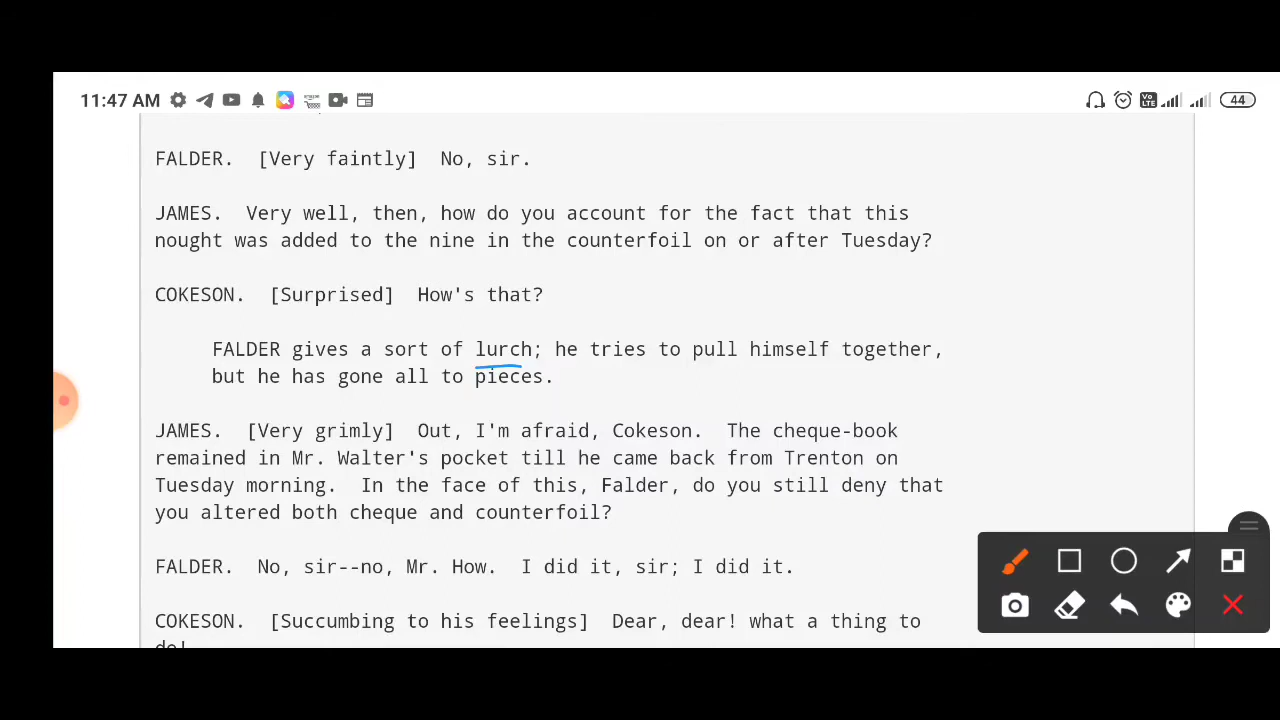 11:47 AM
Vo LTE
44
FALDER. [Very faintly] No, sir.
JAMES. Very well, then, how do you account for the fact that this
nought was added to the nine in the counterfoil on or after Tuesday?
COKESON. [Surprised] How's that?
FALDER gives a sort of lurch; he tries to pull himself together,
but he has gone all to pieces.
JAMES. [Very grimly] Out, I'm afraid, Cokeson. The cheque-book
remained in Mr. Walter's pocket till he came back from Trenton on
Tuesday morning. In the face of this, Falder, do you still deny that
you altered both cheque and counterfoil?
FALDER. No, sir--no, Mr. How. I did it, sir; I did it.
COKESON. [Succumbing to his feelings] Dear, dear! what a thing to
do!